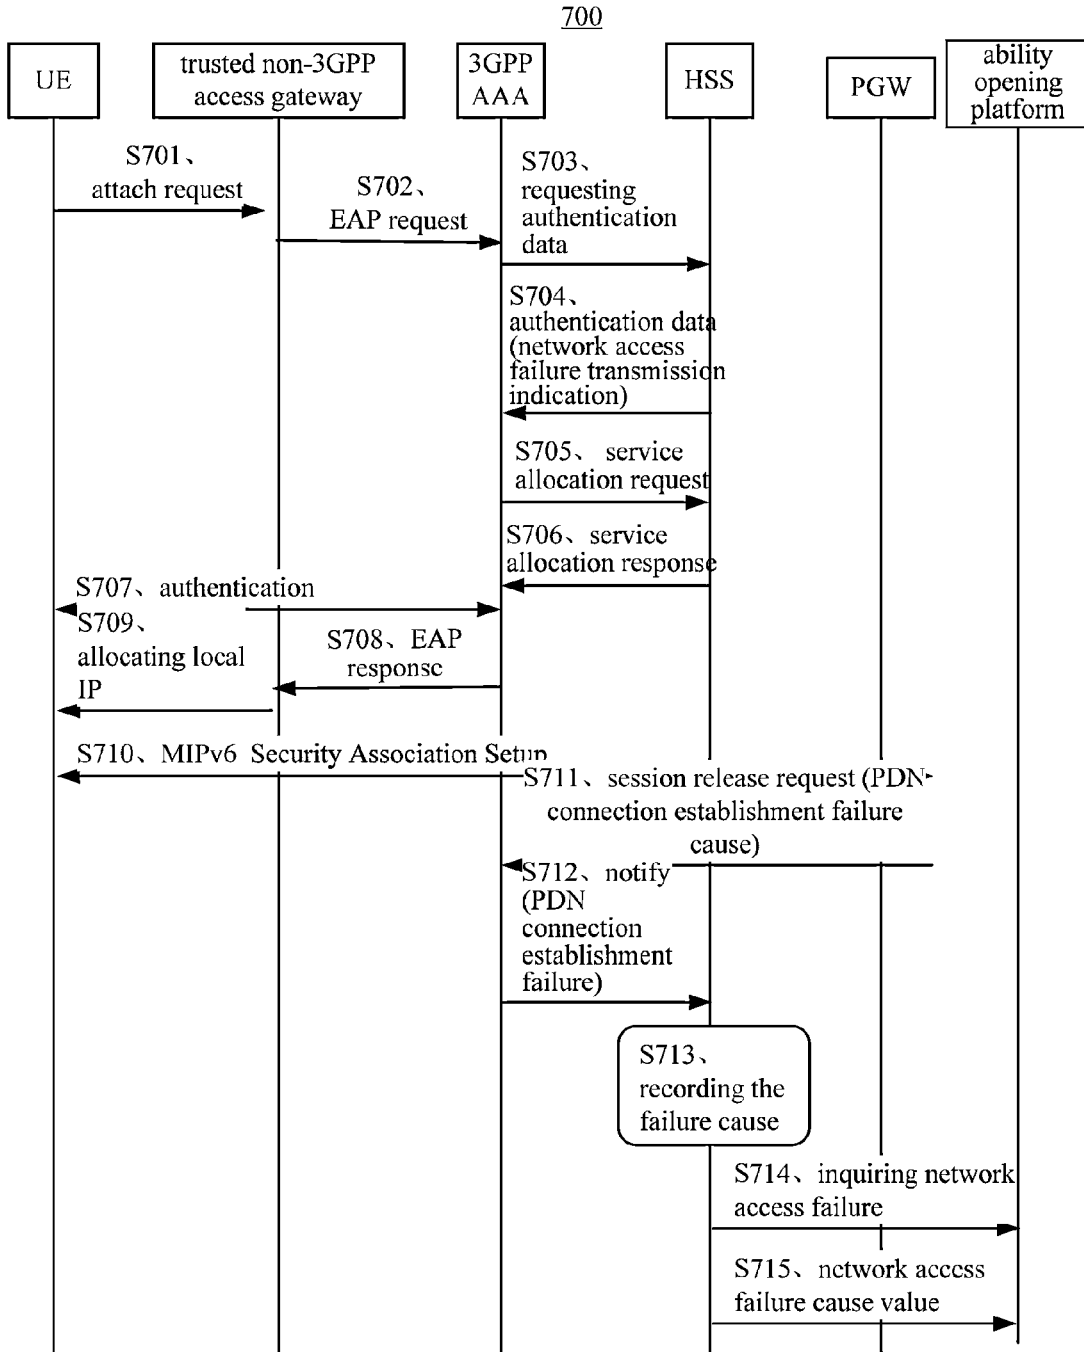 700
UE
trusted non-3GPP
access gateway
3GPP
AAA
HSS
PGW
ability
opening
platform
S701、
attach request
S702、
EAP request
S703、
requesting
authentication
data
S704、
authentication data
(network access
failure transmission
indication)
S705、 service
allocation request
S706、 service
allocation response
S707、authentication
S708、EAP
response
S709、
allocating local
IP
S710、MIPv6 Security Association Setup
S711、session release request (PDN
connection establishment failure
cause)
S712、notify
(PDN
connection
establishment
failure)
S713、
recording the
failure cause
S714、inquiring network
access failure
S715、network access
failure cause value